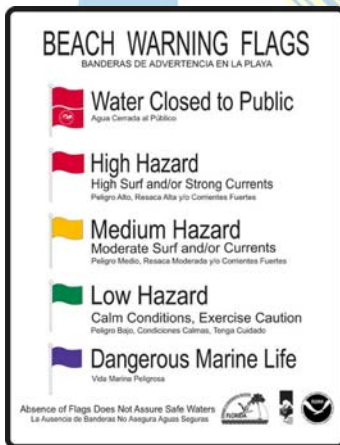 BEACH WARNING FLAGS
BANDERAS DE ADVERTENCIA EN LA PLAYA
Water Closed to Public
Agua Cerrada al Público
High Hazard
High Surf and/or Strong Currents
Peligro Alto, Resaca Alta y/o Corrientes Fuertes
Medium Hazard
Moderate Surf and/or Currents
Peligro Medio, Resaca Moderada y/o Corrientes Fuertes
Low Hazard
Calm Conditions, Exercise Caution
Peligro Bajo, Condiciones Calmas, Tenga Cuidado
Dangerous Marine Life
Vida Marina Peligrosa
Absence of Flags Does Not Assure Safe Waters
La Ausencia de Banderas No Asegura Aguas Seguras
FLORIDA